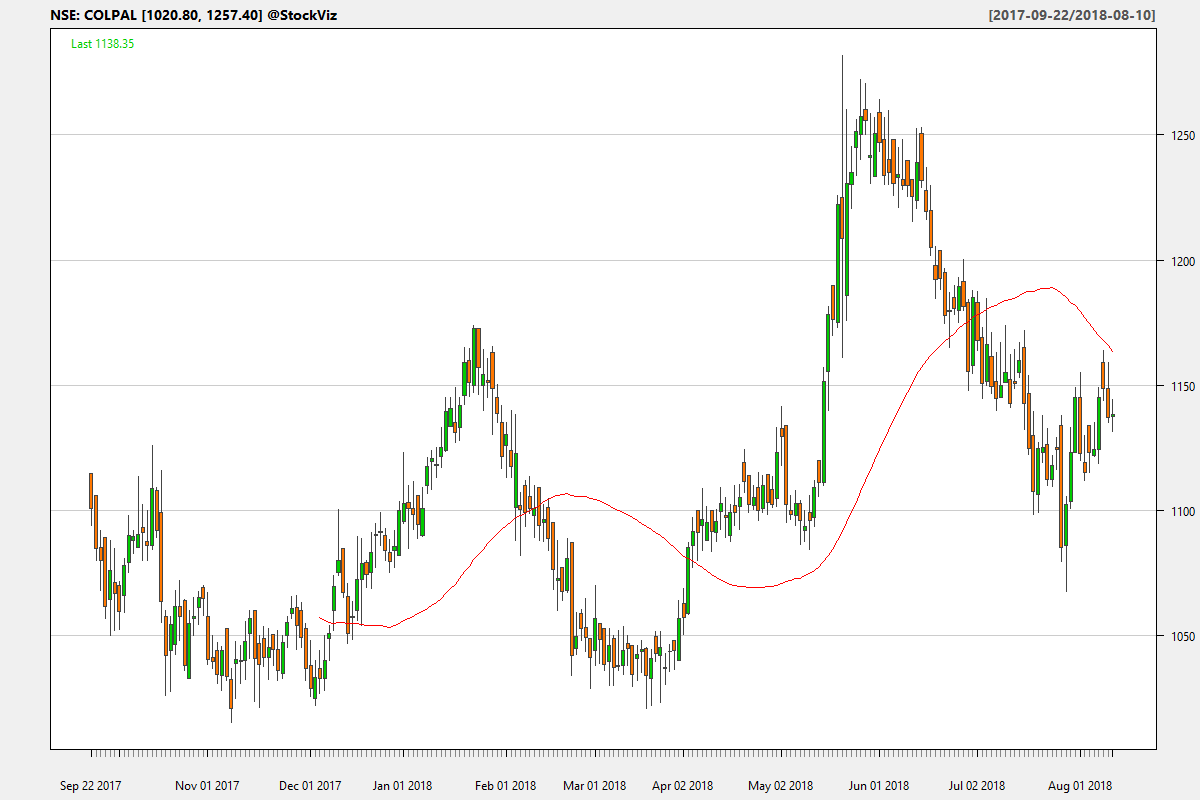 NSE: COLPAL [1020.80, 1257.40] @StockViz
[2017-09-22/2018-08-10]
Last 1138.35
1250
1200
1150
1100
1050
Sep 22 2017 Nov 01 2017 Dec 01 2017 Jan 01 2018 Feb 01 2018 Mar 01 2018 Apr 02 2018 May 02 2018 Jun 01 2018 Jul 02 2018 Aug 01 2018